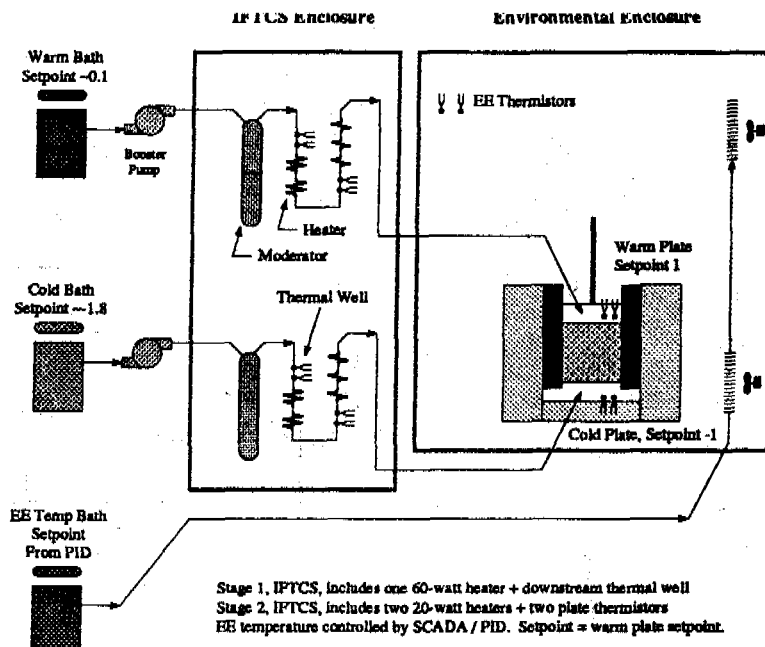 IFTCS Enclosure
Environmental Enclosure
Warm Bath
Setpoint ~0.1
Booster
Pump
EE Thermistors
Heater
Moderator
Warm Plate
Setpoint 1
Cold Bath
Setpoint ~-1.8
Thermal Well
Cold Plate, Setpoint -1
EE Temp Bath
Setpoint
From PID
Stage 1, IFTCS, includes one 60-watt heater + downstream thermal well
Stage 2, IFTCS, includes two 20-watt heaters + two plate thermistors
EE temperature controlled by SCADA / PID. Setpoint = warm plate setpoint.